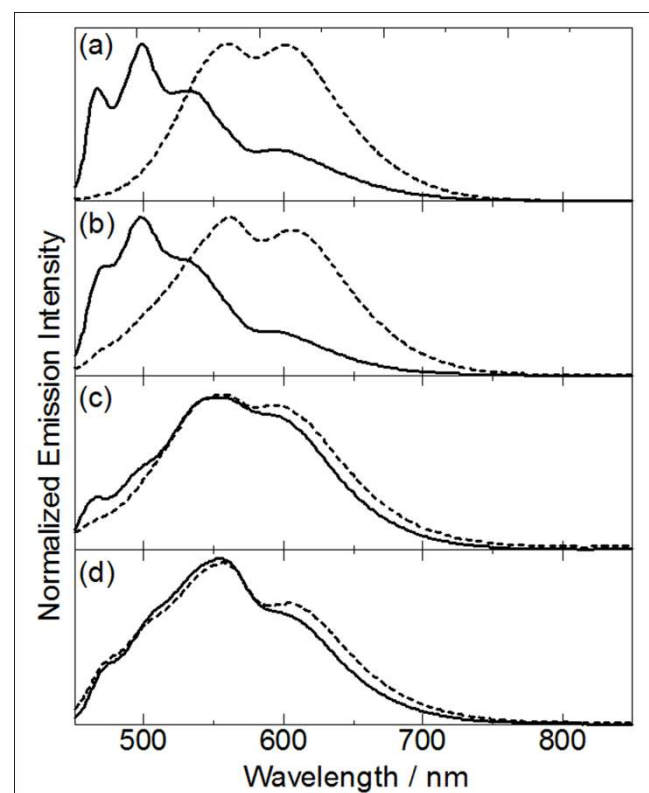 (a)
(b)
(c)
(d)
Normalized Emission Intensity
500 600 700 800
Wavelength / nm